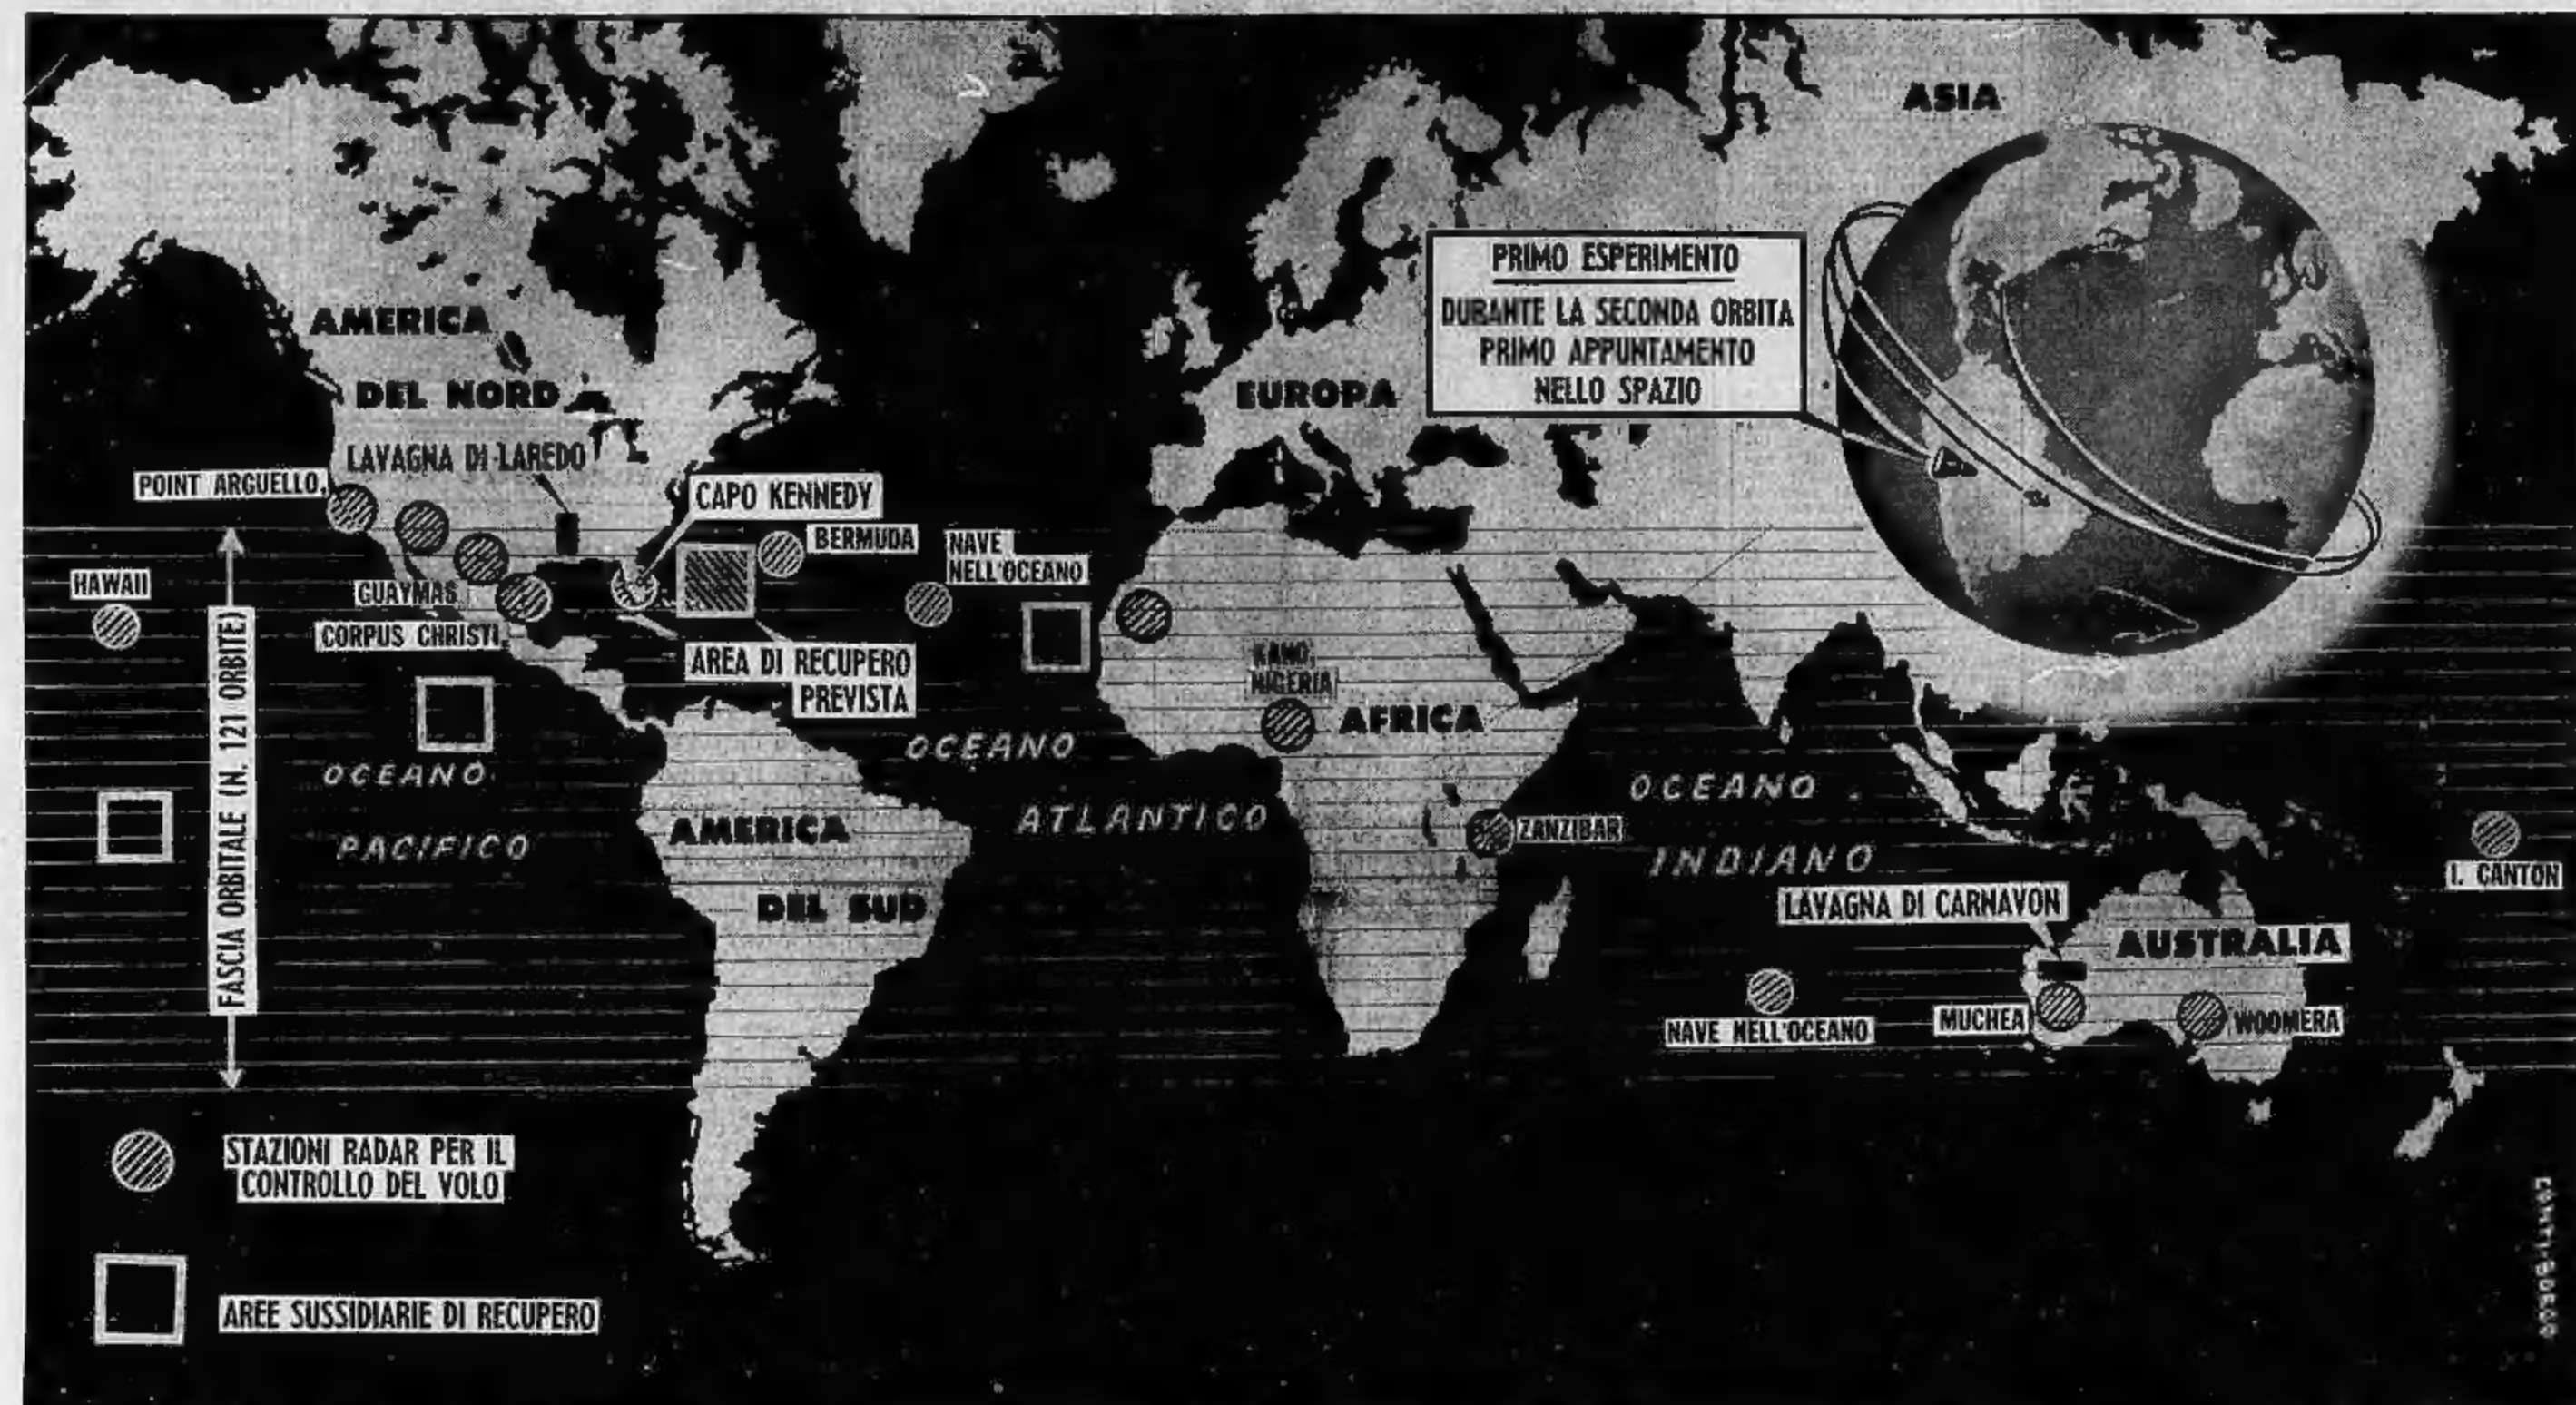 ASIA
PRIMO ESPERIMENTO
DURANTE LA SECONDA ORBITA
PRIMO APPUNTAMENTO
NELLO SPAZIO
AMERICA
DEL NORD
EUROPA
LAVAGNA DI LAREDO
POINT ARGUELLO
CAPO KENNEDY
BERMUDA
NAVE
NELL'OCEANO
HAWAII
GUAYMAS
CORPUS CHRISTI
AREA DI RECUPERO
PREVISTA
KANO,
NIGERIA
AFRICA
FASCIA ORBITALE (N. 121 ORBITE)
OCEANO
PACIFICO
OCEANO
ATLANTICO
AMERICA
DEL SUD
ZANZIBAR
OCEANO
INDIANO
I. CANTON
LAVAGNA DI CARNAVON
AUSTRALIA
NAVE NELL'OCEANO
MUCHEA
WOOMERA
STAZIONI RADAR PER IL
CONTROLLO DEL VOLO
AREE SUSSIDIARIE DI RECUPERO